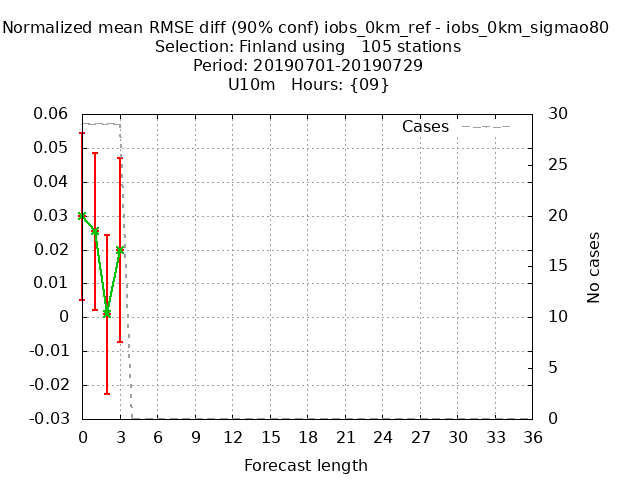 Normalized mean RMSE diff (90% conf) iobs_0km_ref - iobs_0km_sigmao80
Selection: Finland using   105 stations
Period: 20190701-20190729
U10m   Hours: {09}
Cases
0.06
0.05
0.04
0.03
0.02
0.01
0
-0.01
-0.02
-0.03
30
25
20
15
10
5
0
No cases
0 3 6 9 12 15 18 21 24 27 30 33 36
Forecast length